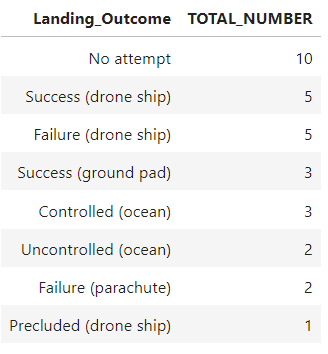 Landing_Outcome TOTAL_NUMBER
No attempt 10
Success (drone ship) 5
Failure (drone ship) 5
Success (ground pad) 3
Controlled (ocean) 3
Uncontrolled (ocean) 2
Failure (parachute) 2
Precluded (drone ship) 1